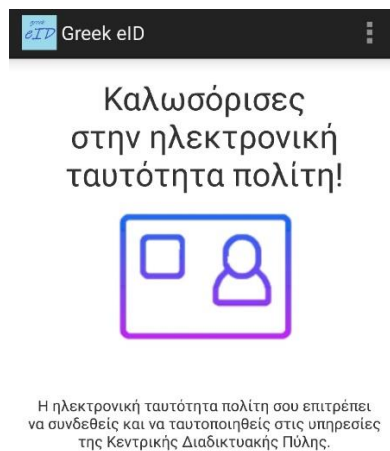 greek
eID Greek eID
Καλωσόρισες
στην ηλεκτρονική
ταυτότητα πολίτη!
Η ηλεκτρονική ταυτότητα πολίτη σου επιτρέπει
να συνδεθείς και να ταυτοποιηθείς στις υπηρεσίες
της Κεντρικής Διαδικτυακής Πύλης.